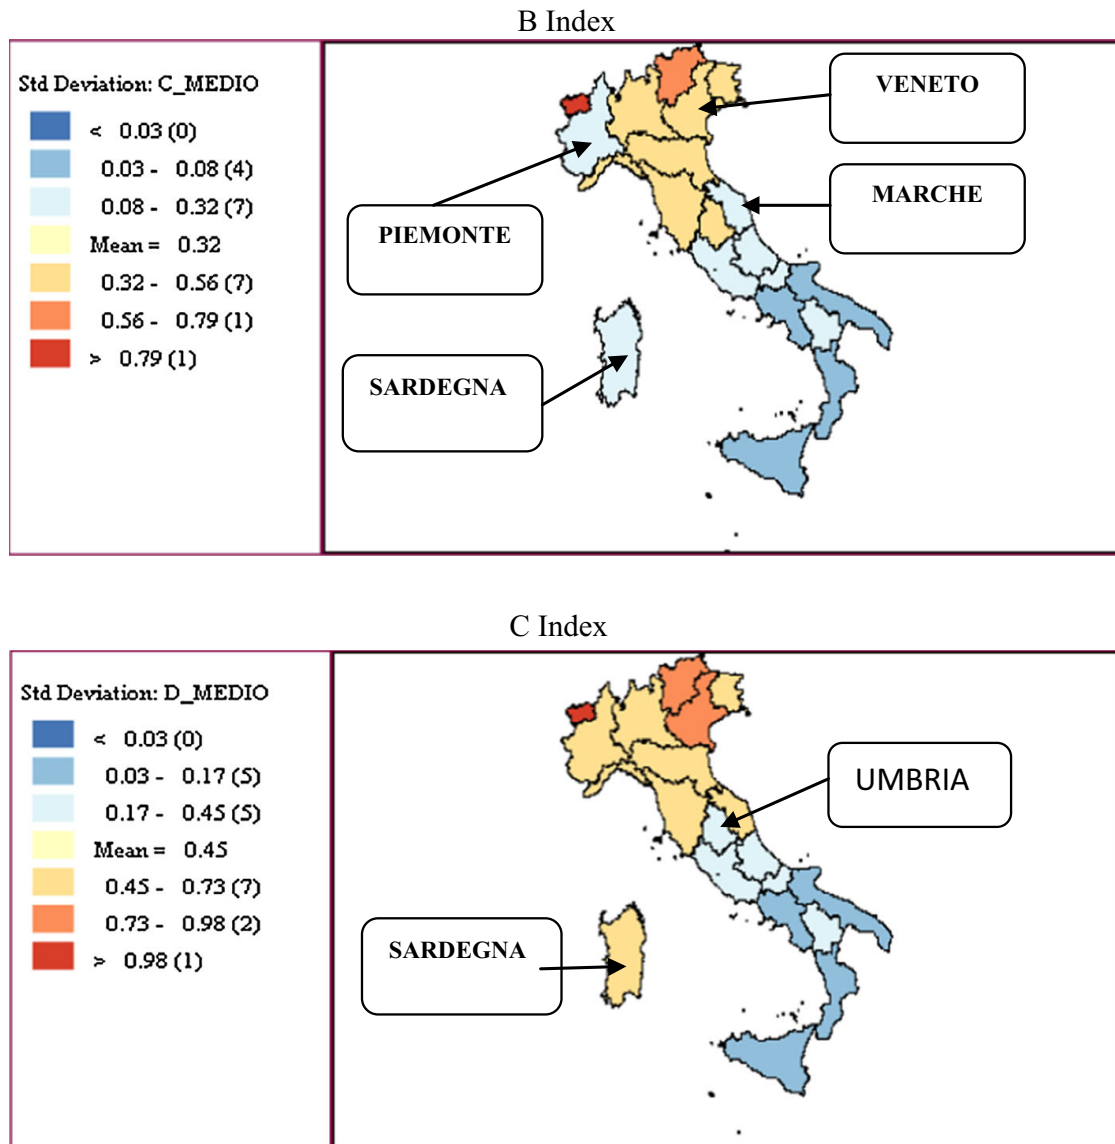 B Index
Std Deviation: C_MEDIO
< 0.03 (0)
0.03 - 0.08 (4)
0.08 - 0.32 (7)
Mean = 0.32
0.32 - 0.56 (7)
0.56 - 0.79 (1)
> 0.79 (1)
VENETO
MARCHE
PIEMONTE
SARDEGNA
C Index
Std Deviation: D_MEDIO
< 0.03 (0)
0.03 - 0.17 (5)
0.17 - 0.45 (5)
Mean = 0.45
0.45 - 0.73 (7)
0.73 - 0.98 (2)
> 0.98 (1)
UMBRIA
SARDEGNA